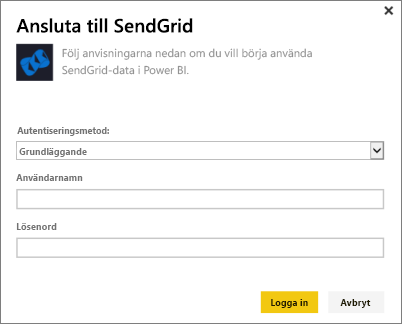 Ansluta till SendGrid
Följ anvisningarna nedan om du vill börja använda
SendGrid-data i Power BI.
Autentiseringsmetod:
Grundläggande
Användarnamn
Lösenord
Logga in
Avbryt